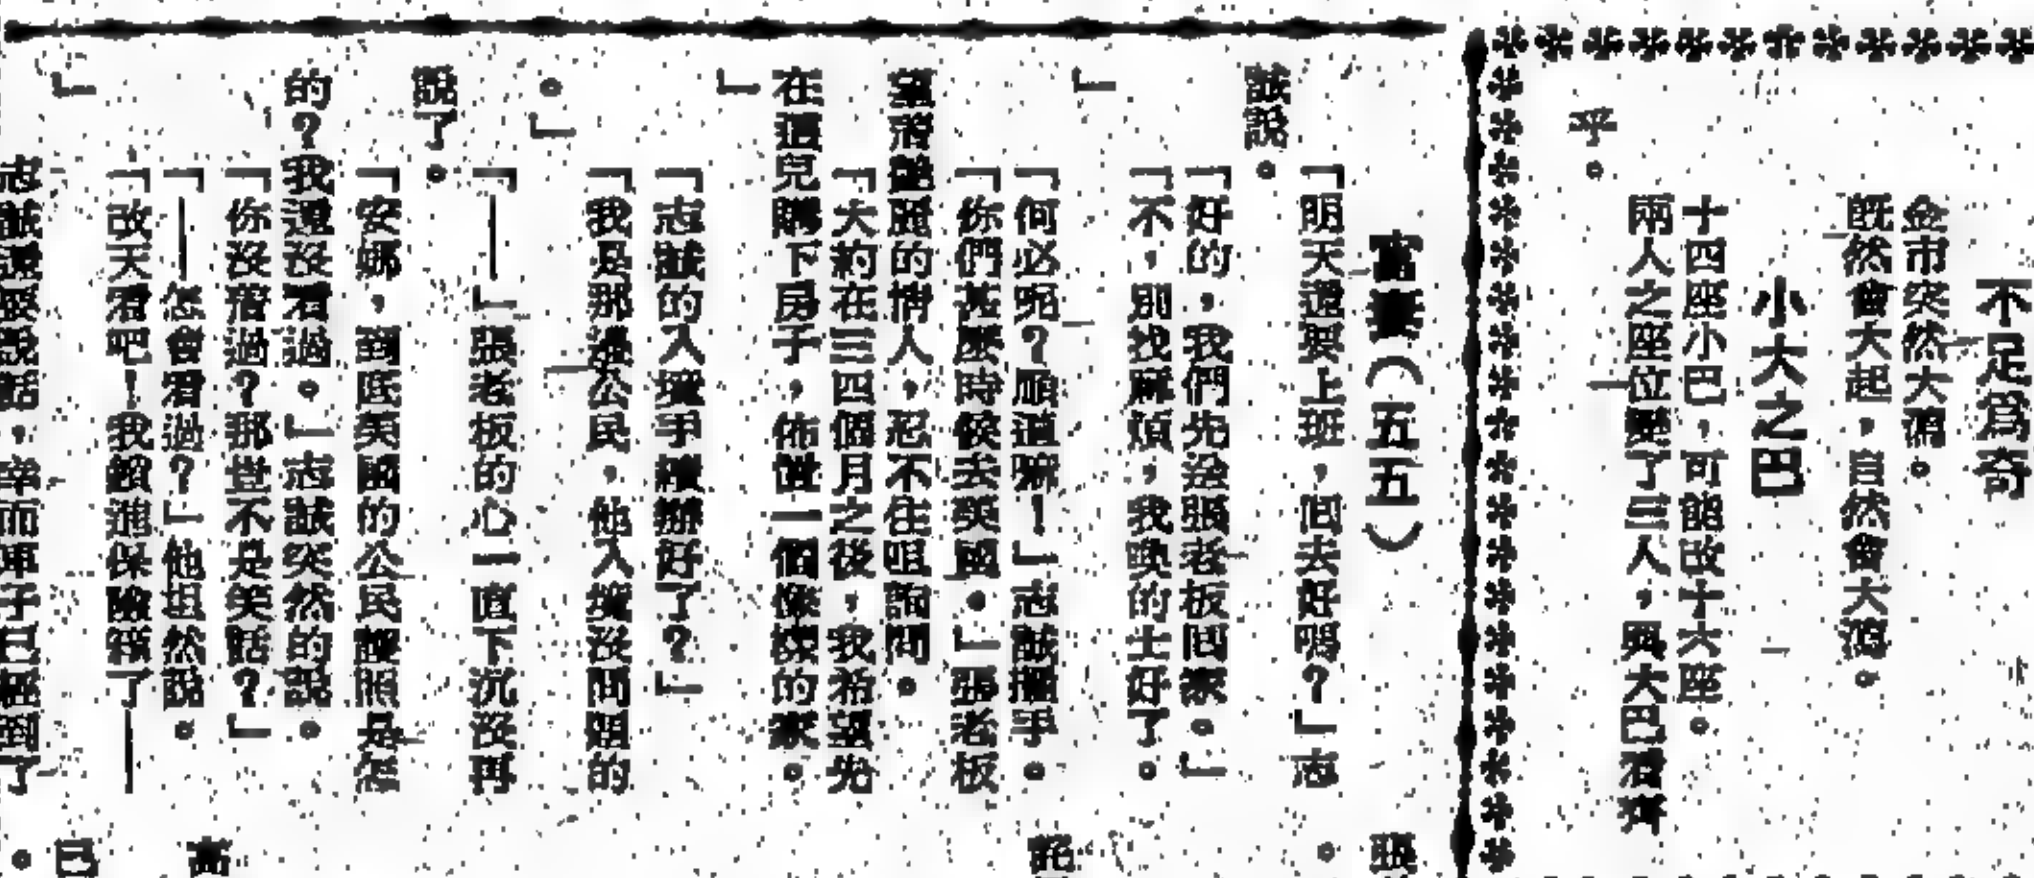 不足為奇
金市突然大瀉。
既然會大起,自然會大瀉。
小大之巴
十四座小巴,可能改十六座。
兩人之座位變了三人,與大巴看齊
乎。
富 (五五)
「明天還要上班,回去好嗎?」志
誠說。
「好的,我們先送張老板回家。」
「不,別找麻煩,我喚的士好了。
」
「何必呢?順道嘛!」志誠攤手。
「你們甚麼時候去英國。」張老板
望着艷麗的情人,忍不住咀詢問。
「大約在三四個月之後,我希望先
在這兒購下房子,佈置一個像樣的家。
」
「志誠的入境手續辦好了?」
「我是那邊公民,他入境沒問題的
。」
「——」張老板的心一直下沉沒再
說了。
「安娜,到底英國的公民證照是怎
的?我還沒看過。」志誠突然的說。
「你沒看過?那豈不是笑話?」
「——怎會看過?」他坦然說。
「改天看吧!我鎖進保險箱了——
」
志誠還要說話,幸而車子已經到了